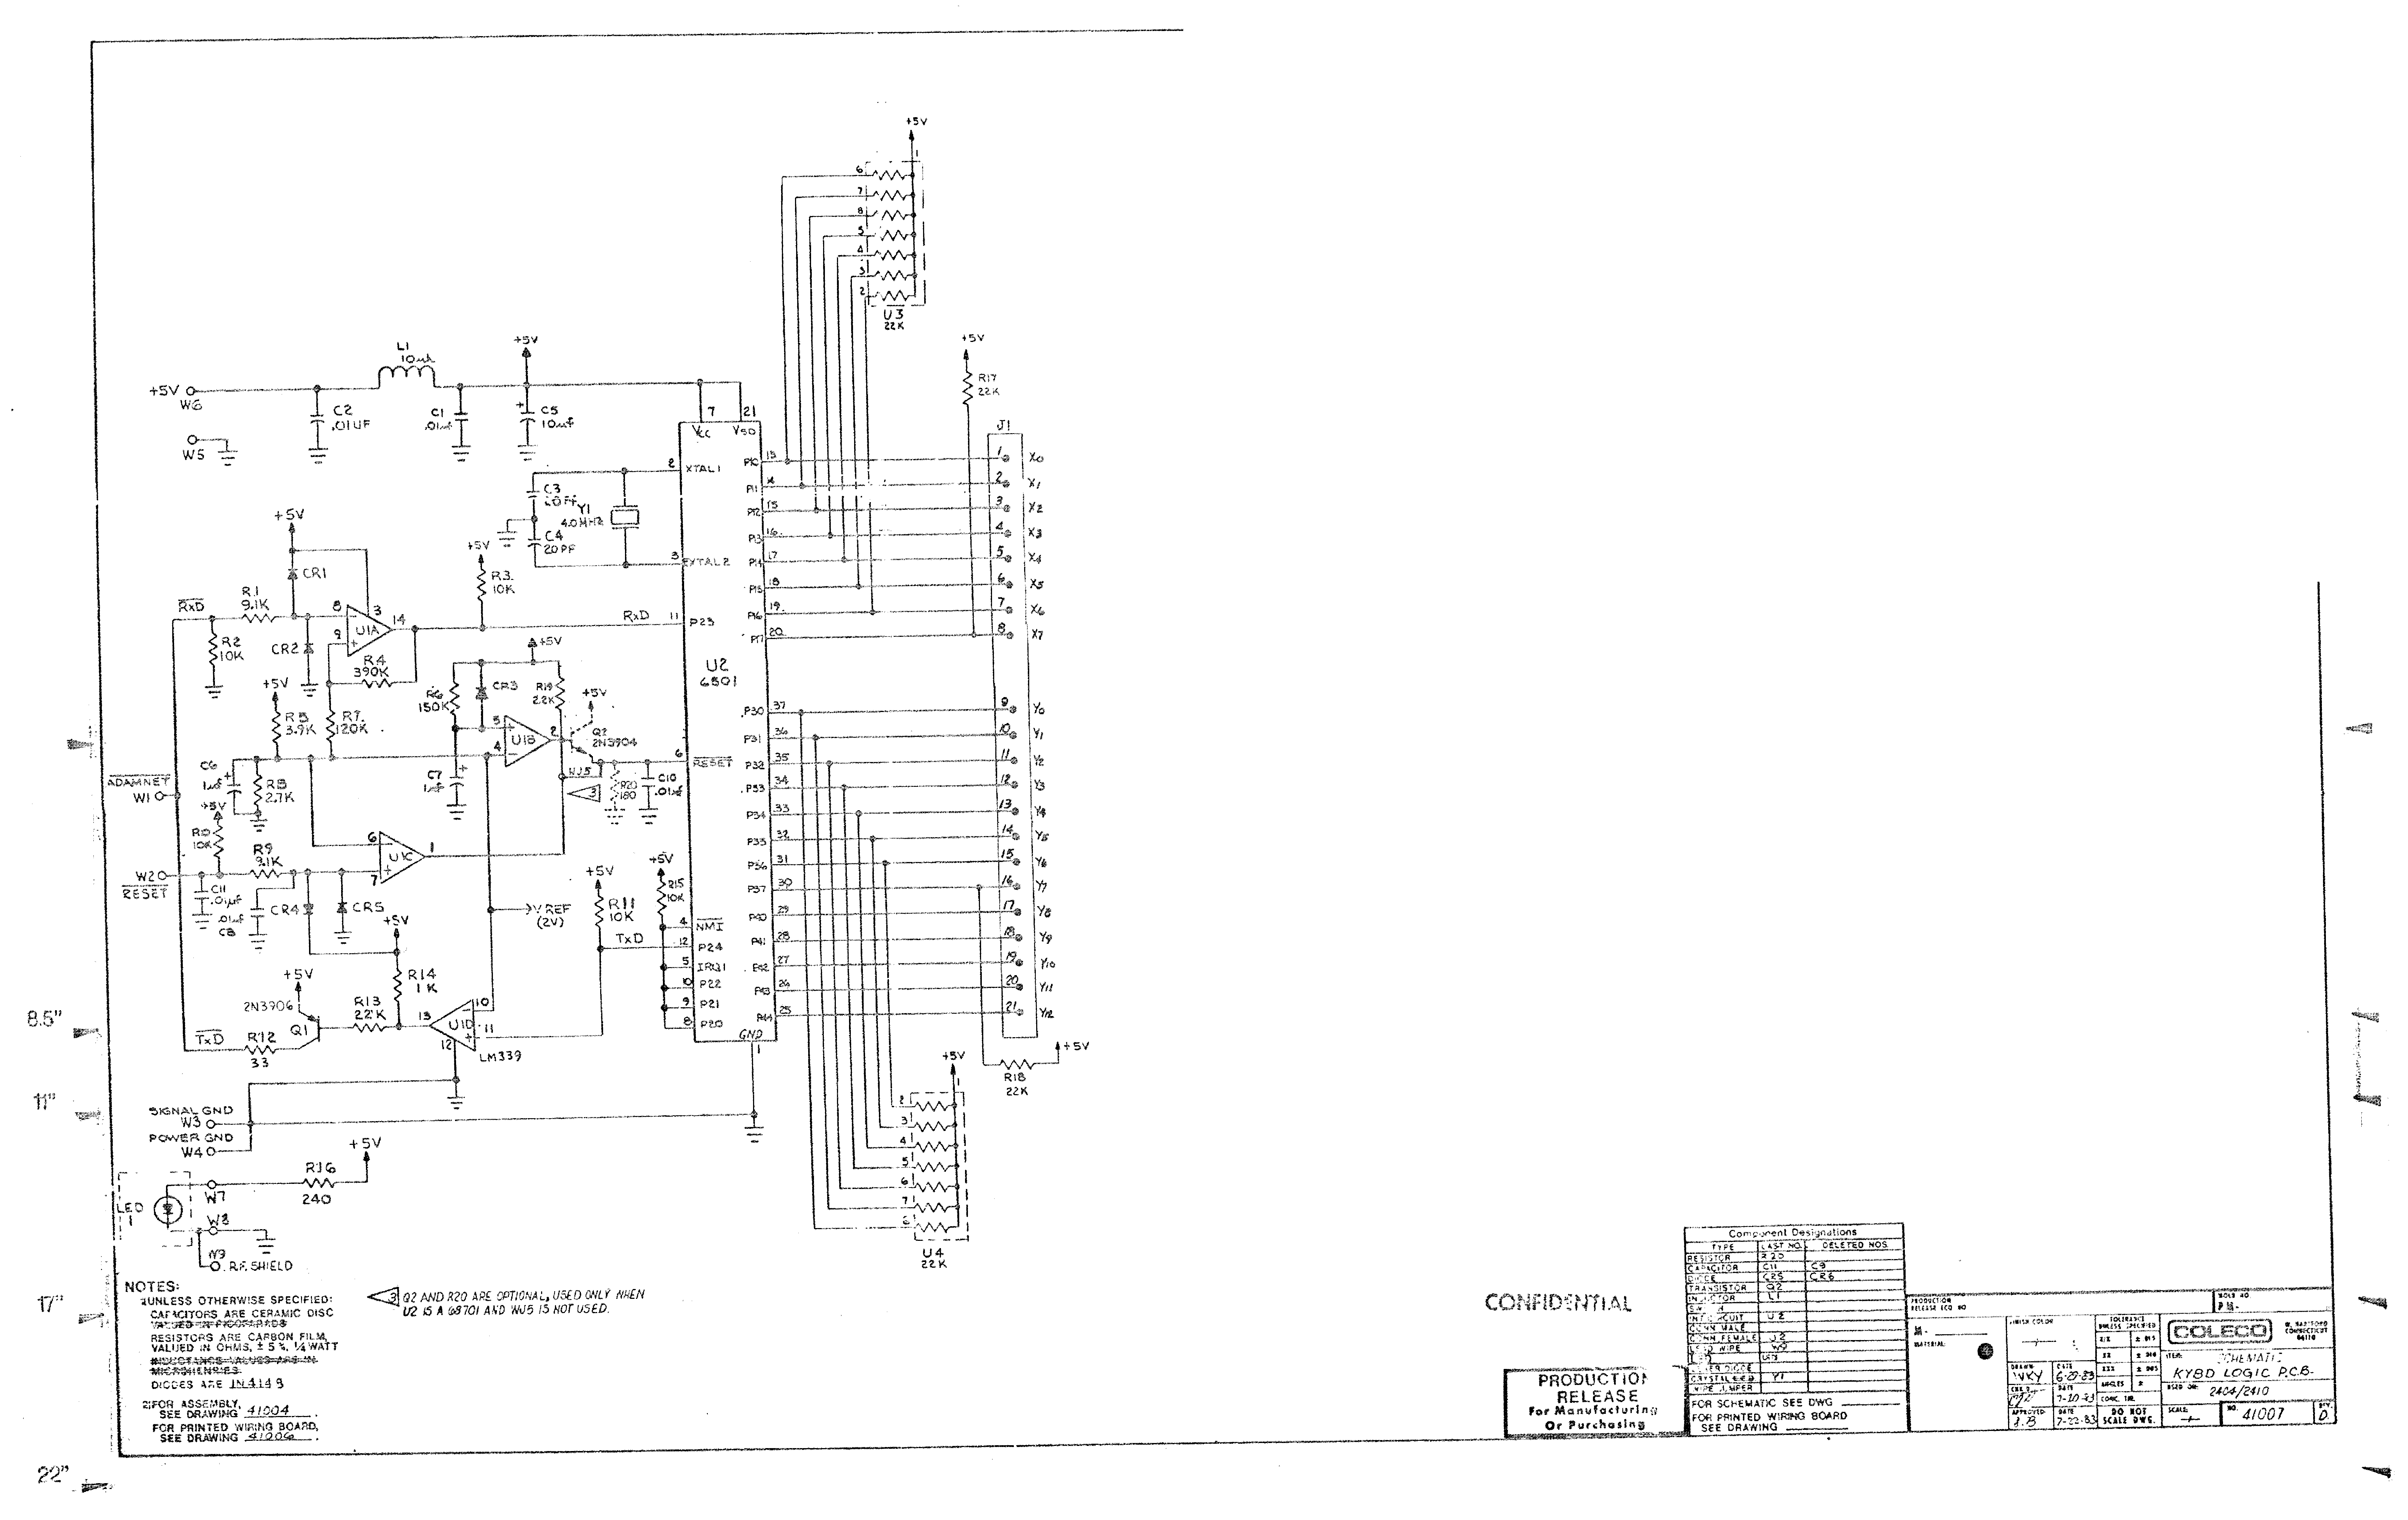 +5V
6
7
8
5
4
3
2
1
U3
22K
+5V
R17
22K
L1
10uh
+5V
+5V
W6
W5
C2
.01UF
C1
.01uf
+
C5
10uf
7
21
VCC
J1
2
XTAL1
C3
Y1
4.0MHz
C4
20PF
3
EXTAL2
P10
13
1
X0
P11
14
2
X1
P12
15
3
X2
P13
16
4
X3
P14
17
5
X4
P15
18
6
X5
P16
19
7
X6
P17
20
8
X7
+5V
CR1
RxD
R1
9.1K
8
3
14
U1A
9
+
R2
10K
CR2
R4
390K
+5V
R3
10K
RxD
11
P23
U2
6801
+5V
R5
3.9K
R7
120K
R6
150K
CR3
+5V
R19
2.2K
+5V
5
+
2
U1B
4
Q2
2N3904
WJ5
3
R20
180
C10
.01uf
6
RESET
C6
1uf
+
R8
2.7K
C7
1uf
+
ADAMNET
W1
+5V
R10
10K
R9
9.1K
6
1
U1C
7
+
W2
RESET
C11
.01uF
.01uf
C8
CR4
CR5
+5V
VREF
(2V)
+5V
R11
10K
TxD
+5V
R15
10K
4
NMI
12
P24
5
IRQ1
10
P22
9
P21
8
P20
GND
1
P30
37
9
Y0
P31
36
10
Y1
P32
35
11
Y2
P33
34
12
Y3
P34
33
13
Y4
P35
32
14
Y5
P36
31
15
Y6
P37
30
16
Y7
P40
29
17
Y8
P41
28
18
Y9
P42
27
19
Y10
P43
26
20
Y11
P44
25
21
Y12
+5V
2N3906
Q1
R13
22K
R14
1K
13
10
U1D
11
+
12
LM339
TxD
R12
33
+5V
R18
22K
+5V
1
2
3
4
5
6
7
U4
22K
SIGNAL GND
W3
POWER GND
W4
+5V
R16
240
LED
1
W7
W8
W9
R.F. SHIELD
8.5"
11"
17"
22"
NOTES:
1. UNLESS OTHERWISE SPECIFIED:
CAPACITORS ARE CERAMIC DISC
VALUED IN PICOFARADS
RESISTORS ARE CARBON FILM,
VALUED IN OHMS, ± 5%, 1/4 WATT
INDUCTANCE VALUES ARE IN
MICROHENRIES.
DIODES ARE 1N4148
2. FOR ASSEMBLY,
SEE DRAWING 41004.
FOR PRINTED WIRING BOARD,
SEE DRAWING 41006.
3 Q2 AND R20 ARE OPTIONAL, USED ONLY WHEN
U2 IS A 68701 AND WJ5 IS NOT USED.
CONFIDENTIAL
PRODUCTION
RELEASE
For Manufacturing
Or Purchasing
Component Designations
TYPE LAST NO. DELETED NOS.
RESISTOR R20
CAPACITOR C11 C9
DIODE CR5 CR6
TRANSISTOR Q2
INDUCTOR L1
CONN MALE
CONN FEMALE
CRYSTAL Y1
WIRE JUMPER
FOR SCHEMATIC SEE DWG
FOR PRINTED WIRING BOARD
SEE DRAWING
PRODUCTION
RELEASE ECO NO
MOLD NO.
PM-
MATERIAL:
FINISH COLOR
TOLERANCE
UNLESS SPECIFIED
ANGLES ±
DO NOT
SCALE DWG.
DRAWN
WKY
DATE
6-29-83
DATE
7-20-83
APPROVED
J.B
DATE
7-22-83
COLECO
W. HARTFORD
CONNECTICUT
06110
ITEM:
SCHEMATIC
KYBD LOGIC P.C.B.
USED ON:
2404/2410
SCALE:
NO.
41007
REV.
D